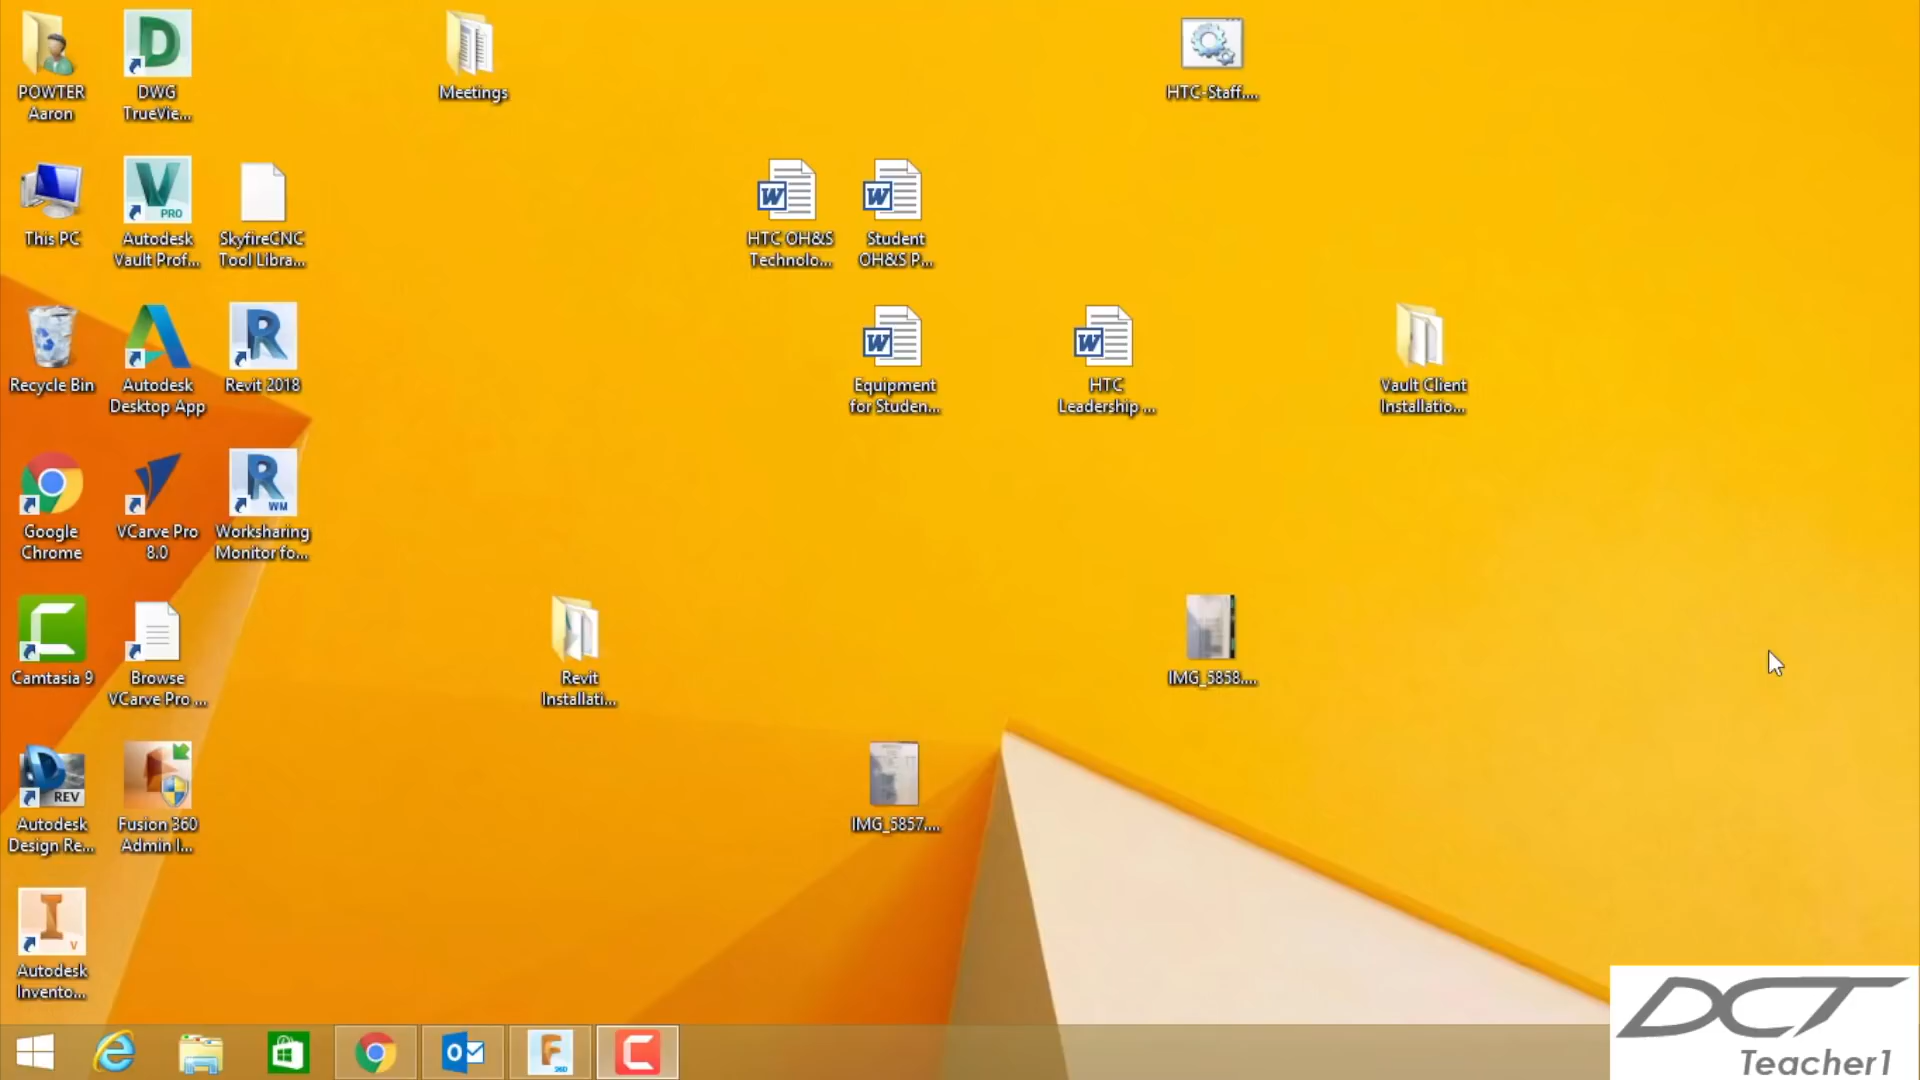 POWTER
Aaron
DWG
TrueVie...
Meetings
HTC-Staff....
This PC
PRO
Autodesk
Vault Prof...
SkyfireCNC
Tool Libra...
HTC OH&S
Technolo...
Student
OH&S P...
Recycle Bin
Autodesk
Desktop App
Revit 2018
Equipment
for Studen...
HTC
Leadership ...
Vault Client
Installatio...
Google
Chrome
VCarve Pro
8.0
WM
Worksharing
Monitor fo...
Camtasia 9
Browse
VCarve Pro ...
Revit
Installati...
IMG_5858....
REV
Autodesk
Design Re...
Fusion 360
Admin I...
IMG_5857....
I
V
Autodesk
Invento...
DCT
Teacher1